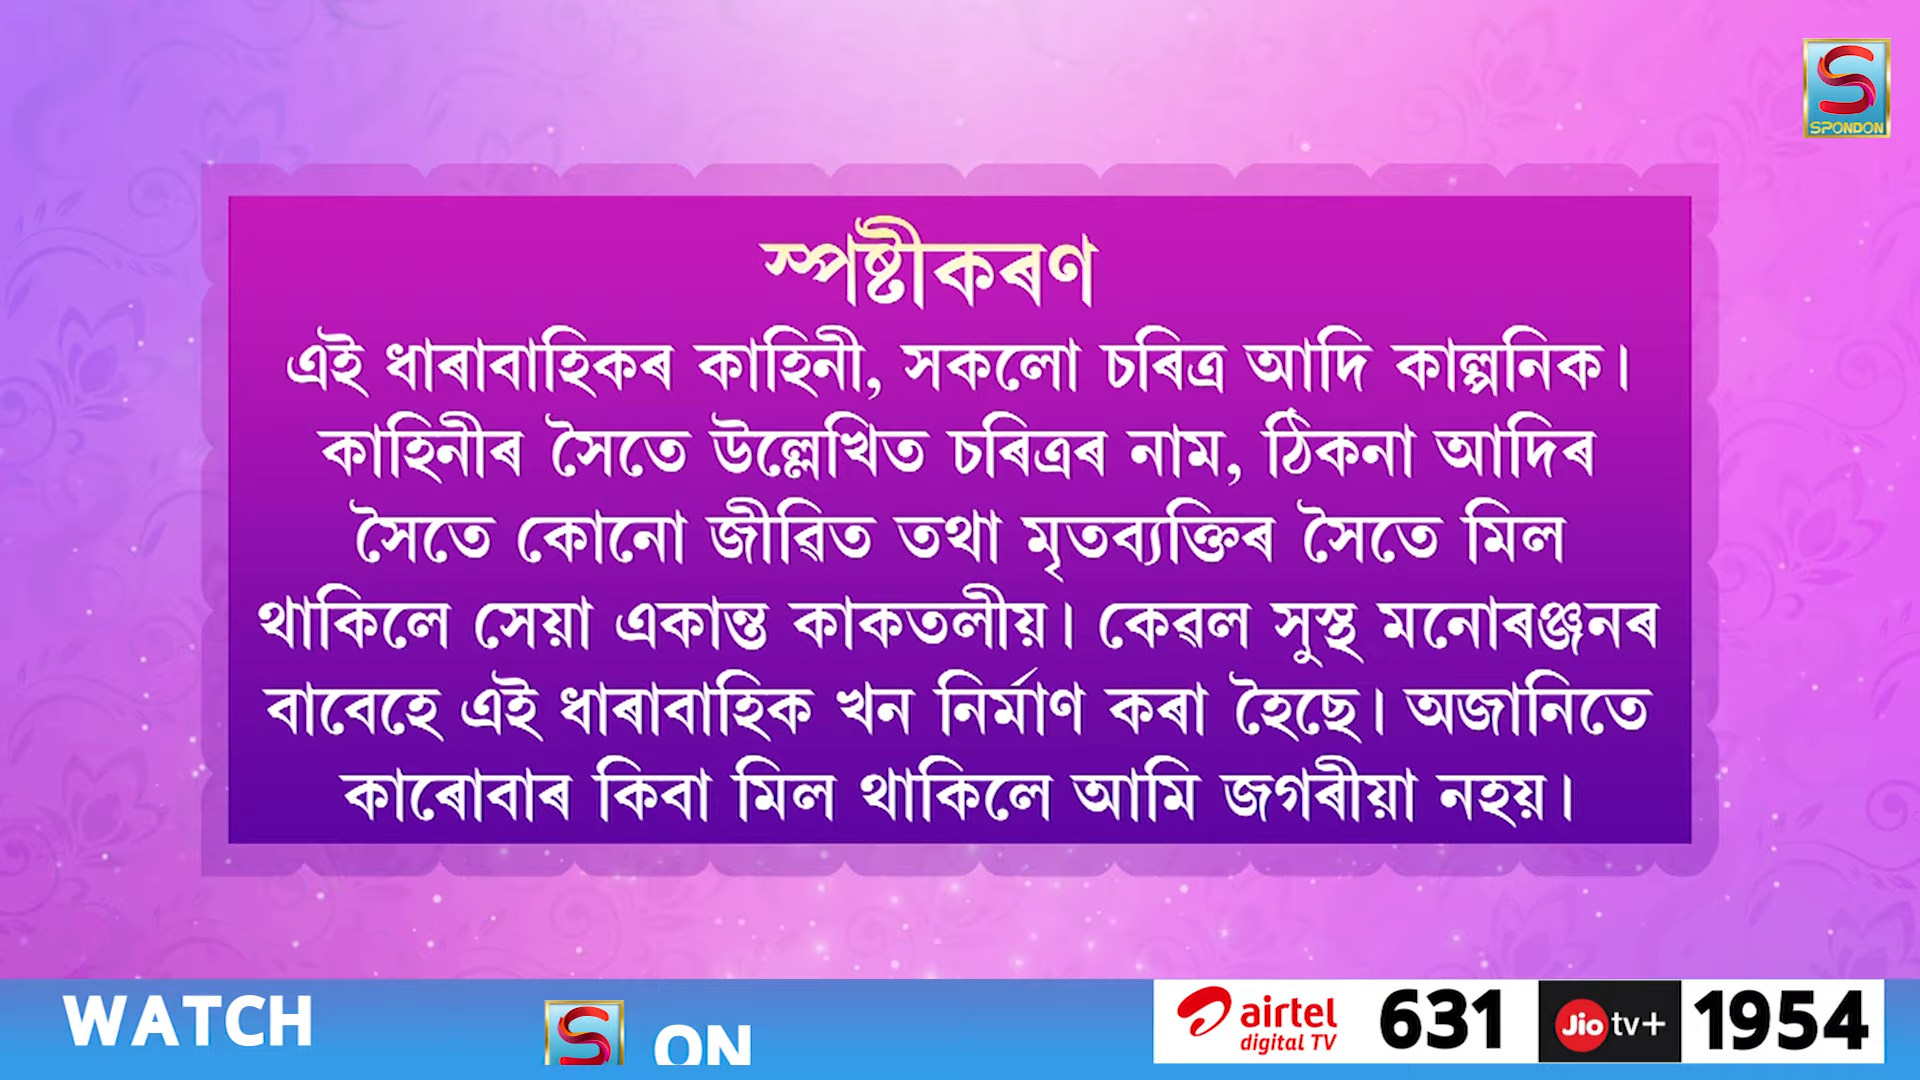 SPONDON
স্পষ্টীকৰণ
এই ধাৰাবাহিকৰ কাহিনী, সকলো চৰিত্ৰ আদি কাল্পনিক।
কাহিনীৰ সৈতে উল্লেখিত চৰিত্ৰৰ নাম, ঠিকনা আদিৰ
সৈতে কোনো জীৱিত তথা মৃতব্যক্তিৰ সৈতে মিল
থাকিলে সেয়া একান্ত কাকতলীয়। কেৱল সুস্থ মনোৰঞ্জনৰ
বাবেহে এই ধাৰাবাহিক খন নিৰ্মাণ কৰা হৈছে। অজানিতে
কাৰোবাৰ কিবা মিল থাকিলে আমি জগৰীয়া নহয়।
WATCH S ON airtel digital TV 631 Jio tv+ 1954